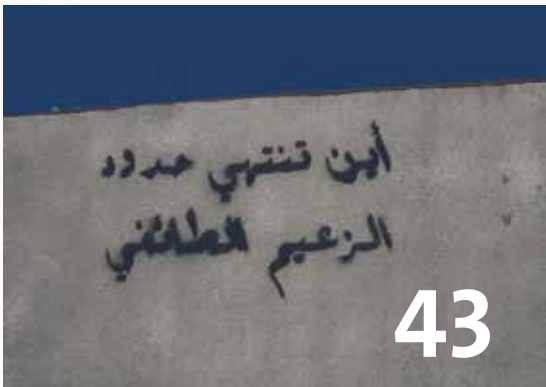 أين تنتهي حدود
الزعيم الطائفي
43